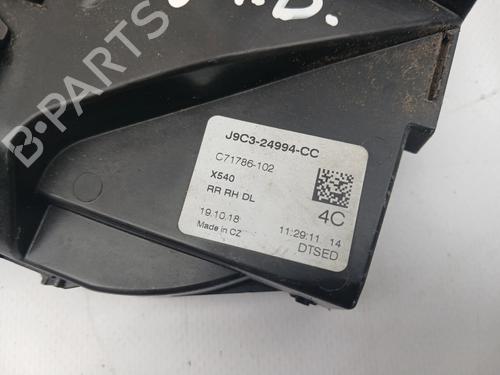 B.
B-PARTS
J9C3-24994-CC
C71786-102
X540
RR RH DL
4C
19.10.18 11:29:11 14
Made in CZ DTSED